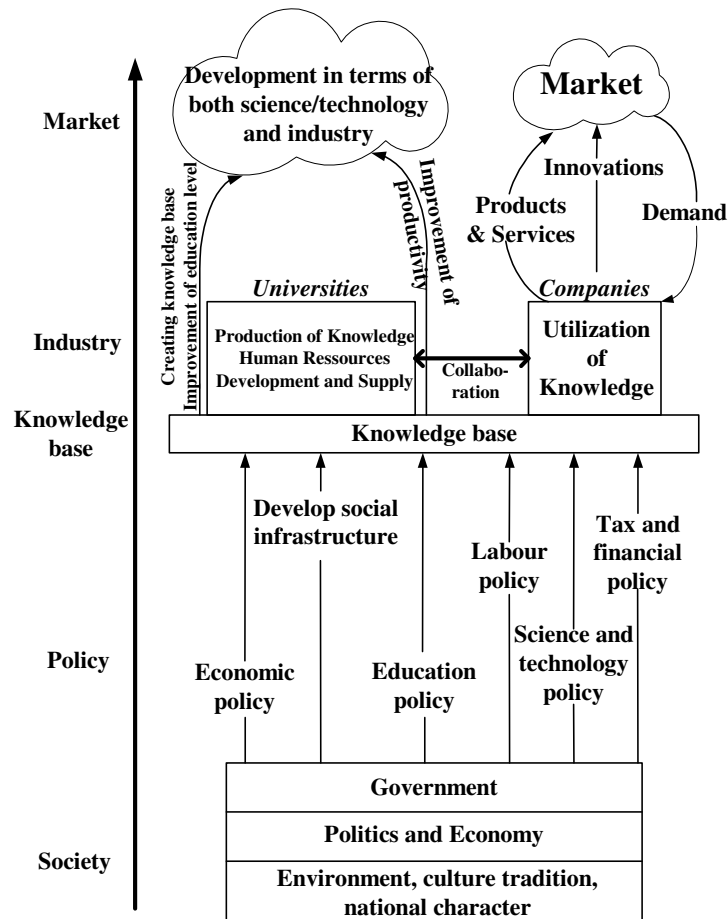 Development in terms of
both science/technology
and industry
Market
Market
Creating knowledge base
Improvement of education level
Improvement of
productivity
Innovations
Products
& Services
Demand
Universities
Companies
Industry
Production of Knowledge
Human Ressources
Development and Supply
Collabo-
ration
Utilization
of
Knowledge
Knowledge
base
Knowledge base
Develop social
infrastructure
Labour
policy
Tax and
financial
policy
Policy
Economic
policy
Education
policy
Science and
technology
policy
Government
Politics and Economy
Society
Environment, culture tradition,
national character